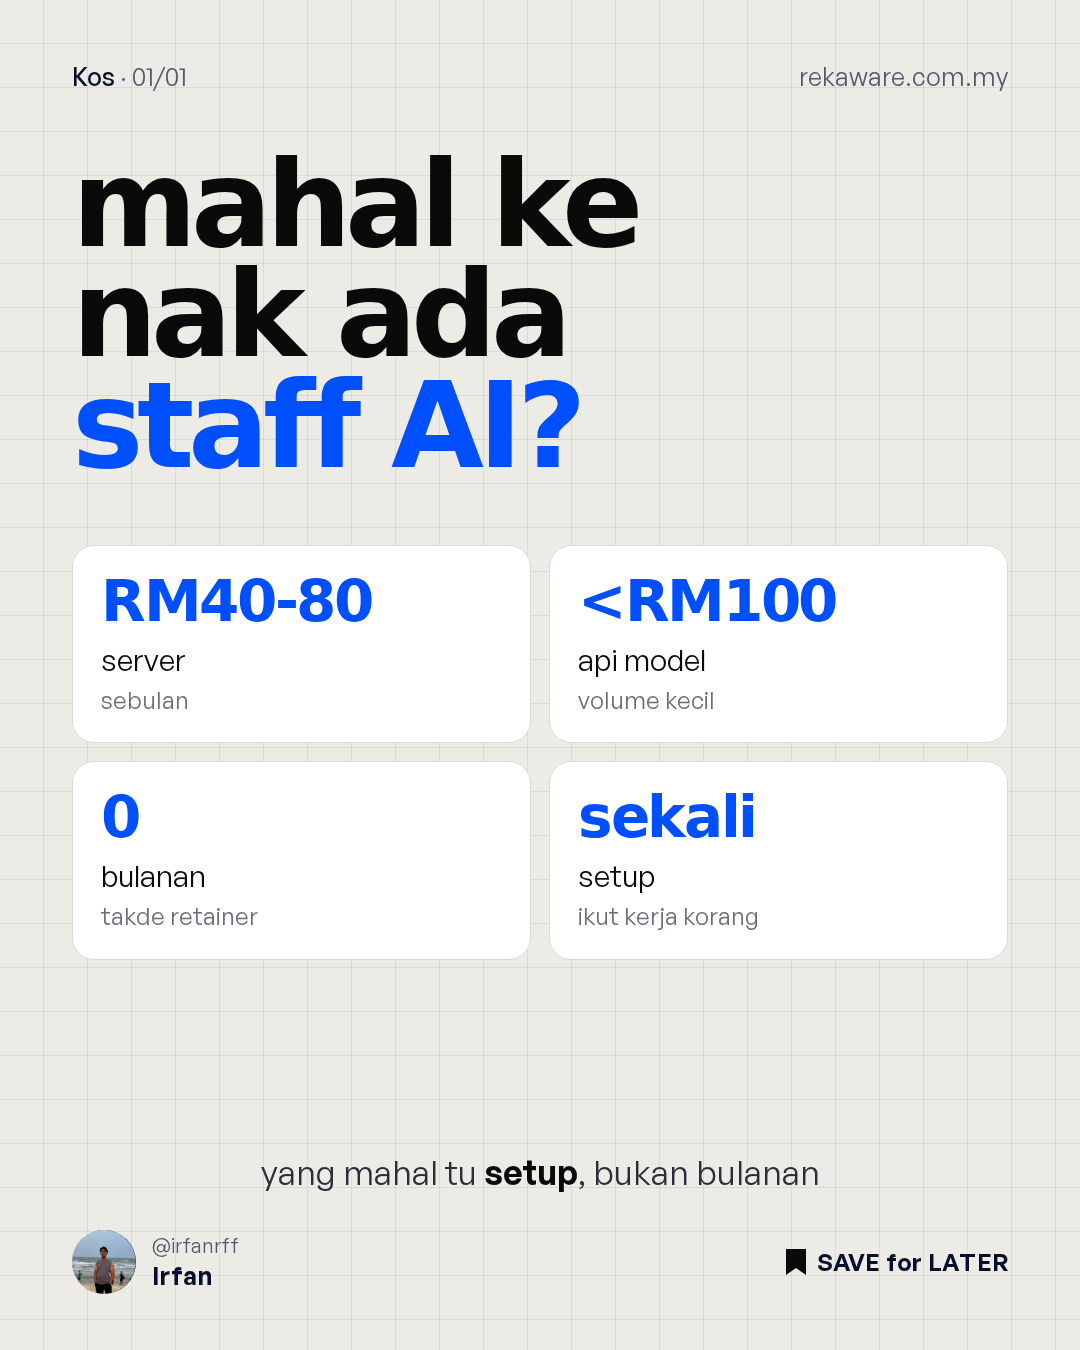 Kos · 01/01
rekaware.com.my
mahal ke
nak ada
staff AI?
RM40-80
server
sebulan
<RM100
api model
volume kecil
0
bulanan
takde retainer
sekali
setup
ikut kerja korang
yang mahal tu setup, bukan bulanan
@irfanrff
Irfan
SAVE for LATER